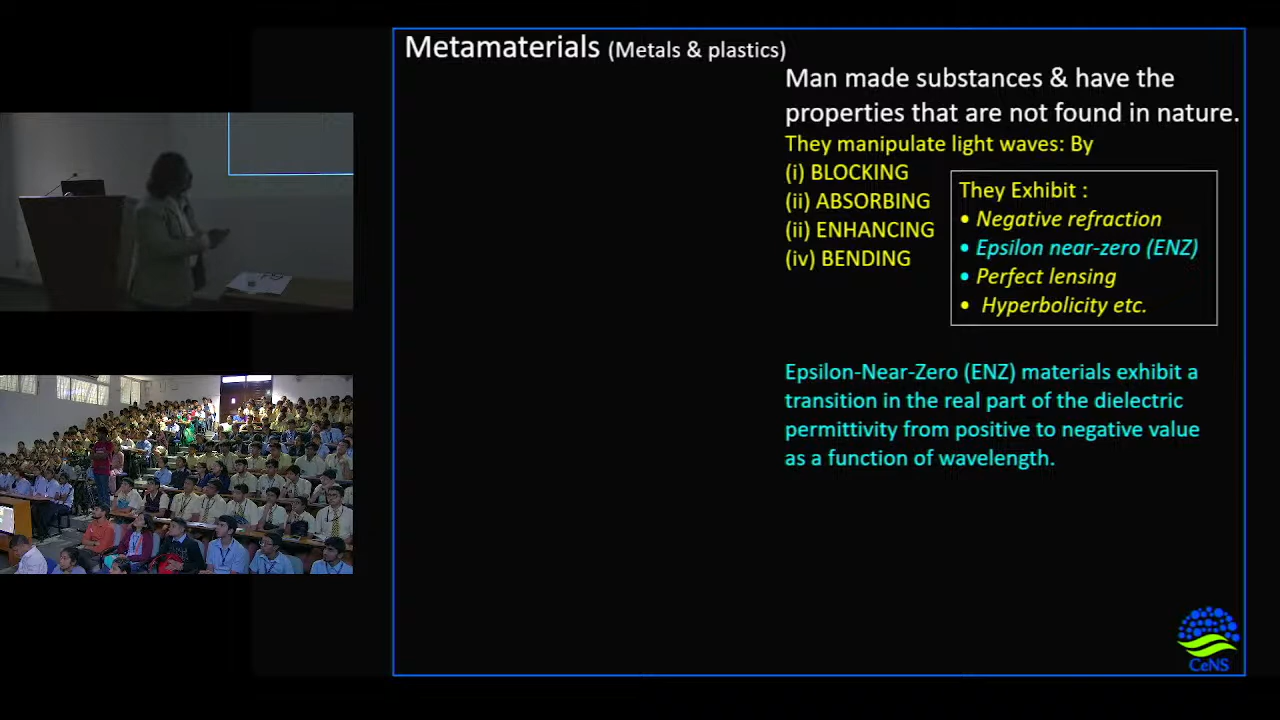 Metamaterials (Metals & plastics)
Man made substances & have the
properties that are not found in nature.
They manipulate light waves: By
(i) BLOCKING
(ii) ABSORBING
(ii) ENHANCING
(iv) BENDING
They Exhibit :
• Negative refraction
• Epsilon near-zero (ENZ)
• Perfect lensing
• Hyperbolicity etc.
Epsilon-Near-Zero (ENZ) materials exhibit a
transition in the real part of the dielectric
permittivity from positive to negative value
as a function of wavelength.
CeNS